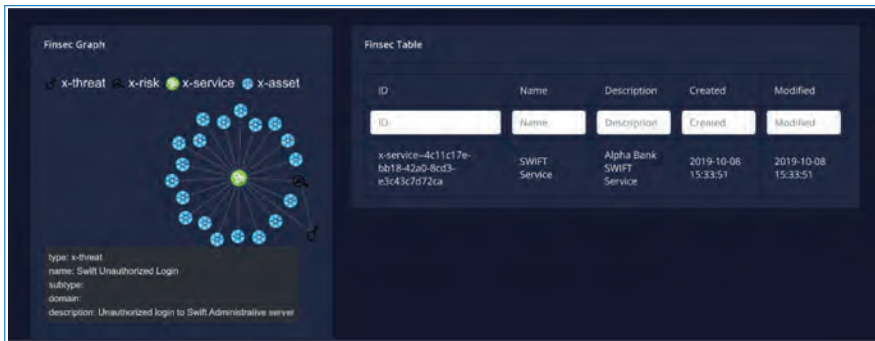 Finsec Graph
x-threat x-risk x-service x-asset
type: x-threat
name: Swift Unauthorized Login
subtype:
domain:
description: Unauthorized login to Swift Administrative server
Finsec Table
ID Name Description Created Modified
ID Name Description Created Modified
x-service--4c11c17e-
bb18-42a0-8cd3-
e3c43c7d72ca
SWIFT
Service
Alpha Bank
SWIFT
Service
2019-10-08
15:33:51
2019-10-08
15:33:51